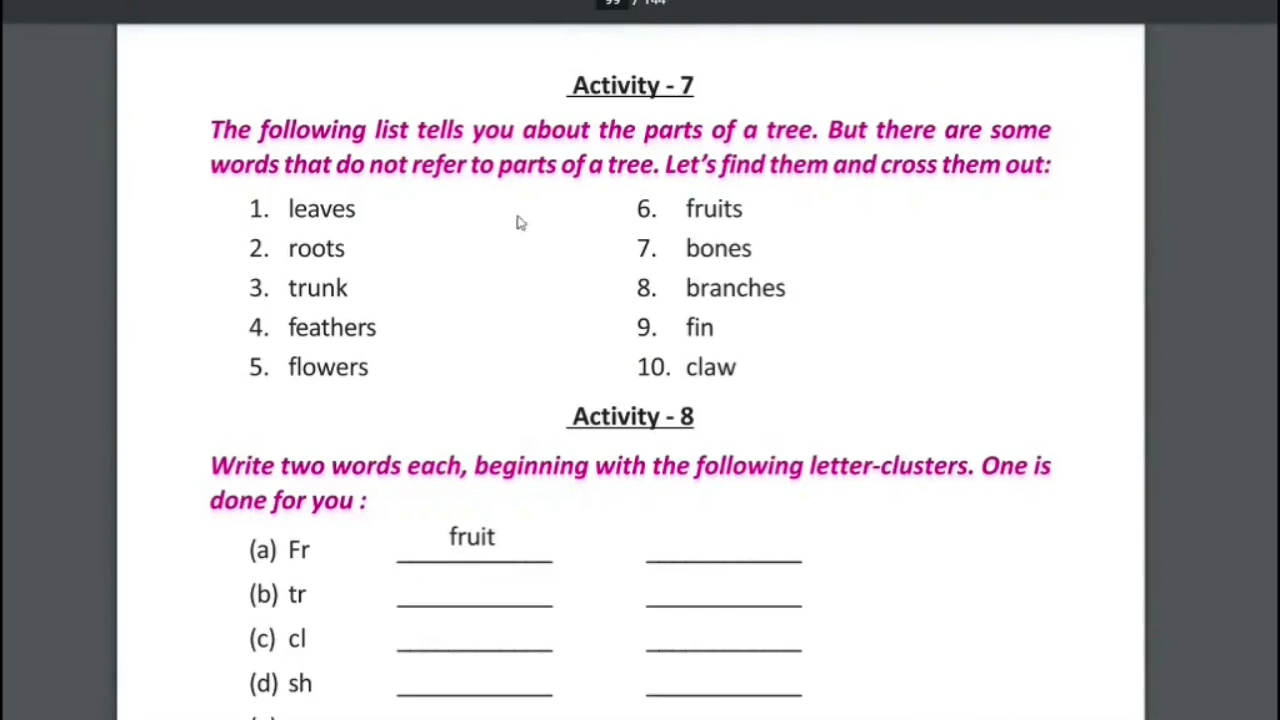 Activity - 7
The following list tells you about the parts of a tree. But there are some
words that do not refer to parts of a tree. Let's find them and cross them out:
1. leaves
2. roots
3. trunk
4. feathers
5. flowers
6. fruits
7. bones
8. branches
9. fin
10. claw
Activity - 8
Write two words each, beginning with the following letter-clusters. One is
done for you :
(a) Fr fruit
(b) tr
(c) cl
(d) sh